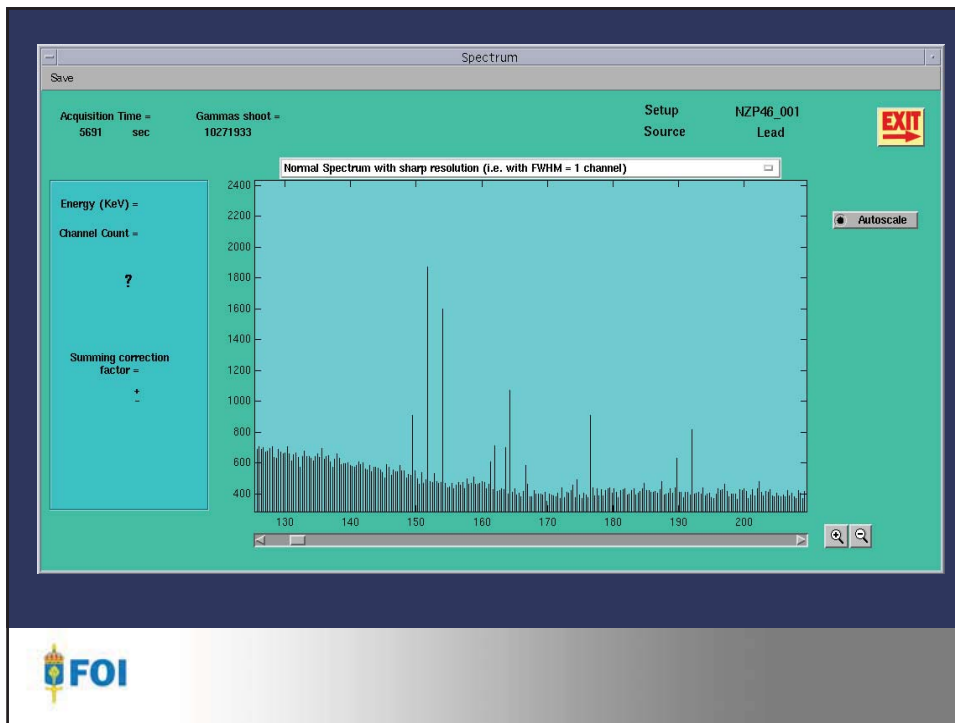 Spectrum
Save
Acquisition Time =
5691 sec
Gammas shoot =
10271933
Setup NZP46_001
Source Lead
EXIT
Normal Spectrum with sharp resolution (i.e. with FWHM = 1 channel)
Energy (KeV) =
Channel Count =
?
Summing correction
factor =
+
-
Autoscale
2400
2200
2000
1800
1600
1400
1200
1000
800
600
400
130 140 150 160 170 180 190 200
FOI